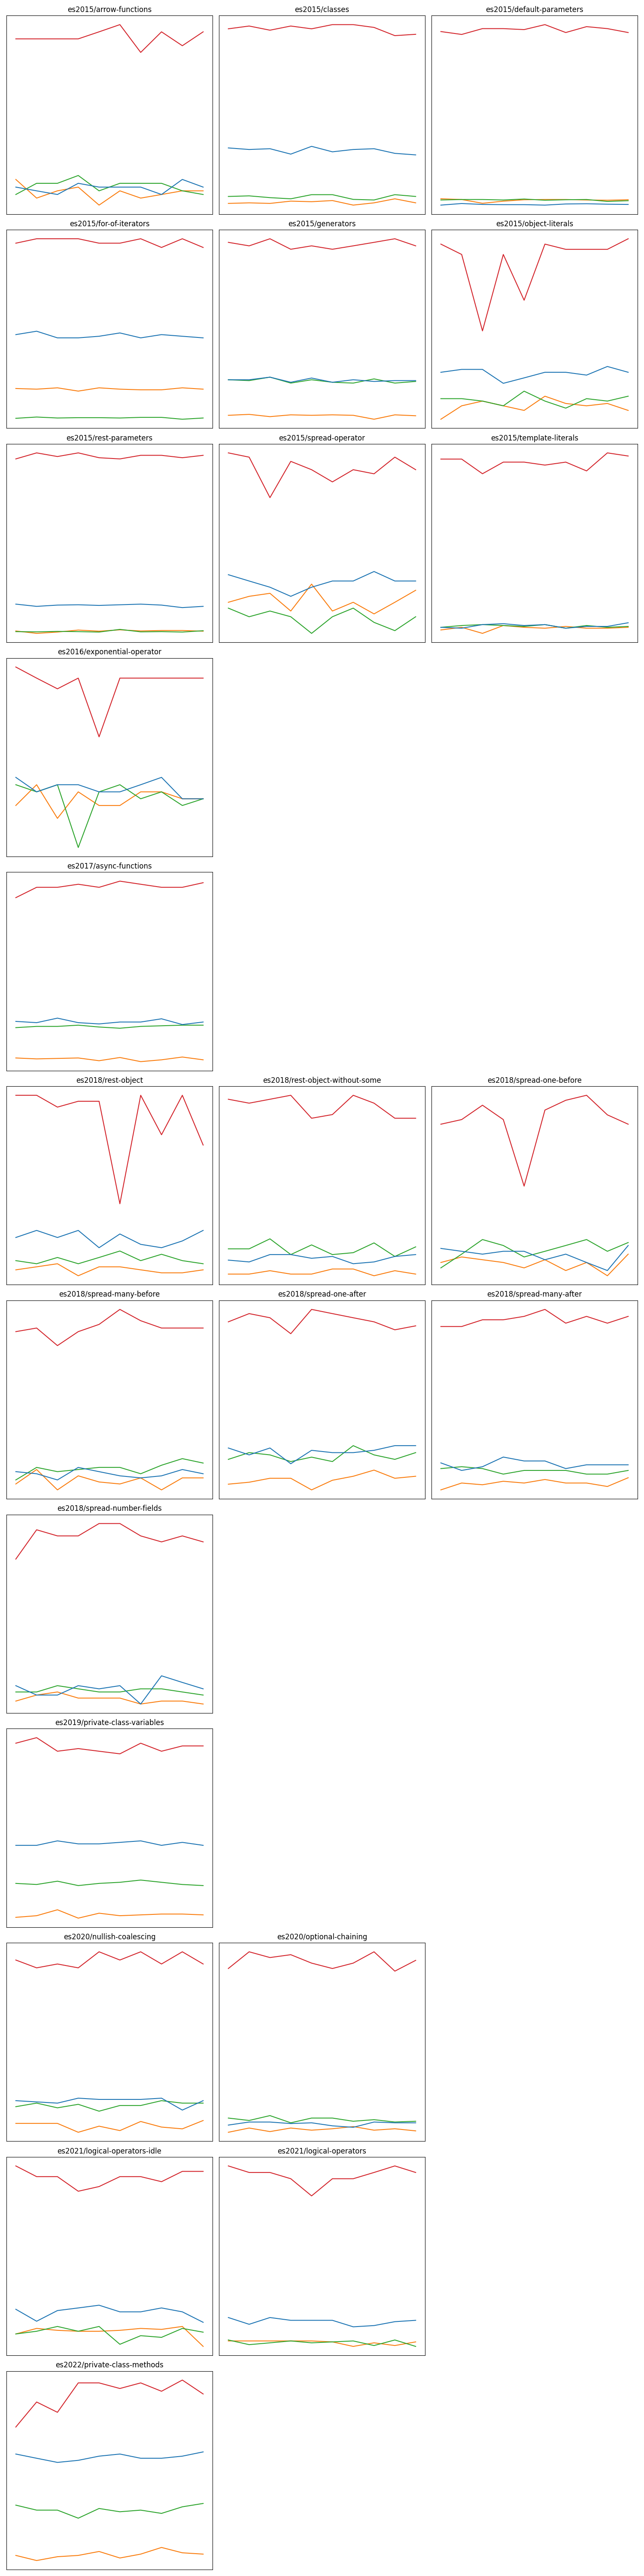 es2015/arrow-functions
es2015/classes
es2015/default-parameters
es2015/for-of-iterators
es2015/generators
es2015/object-literals
es2015/rest-parameters
es2015/spread-operator
es2015/template-literals
es2016/exponential-operator
es2017/async-functions
es2018/rest-object
es2018/rest-object-without-some
es2018/spread-one-before
es2018/spread-many-before
es2018/spread-one-after
es2018/spread-many-after
es2018/spread-number-fields
es2019/private-class-variables
es2020/nullish-coalescing
es2020/optional-chaining
es2021/logical-operators-idle
es2021/logical-operators
es2022/private-class-methods